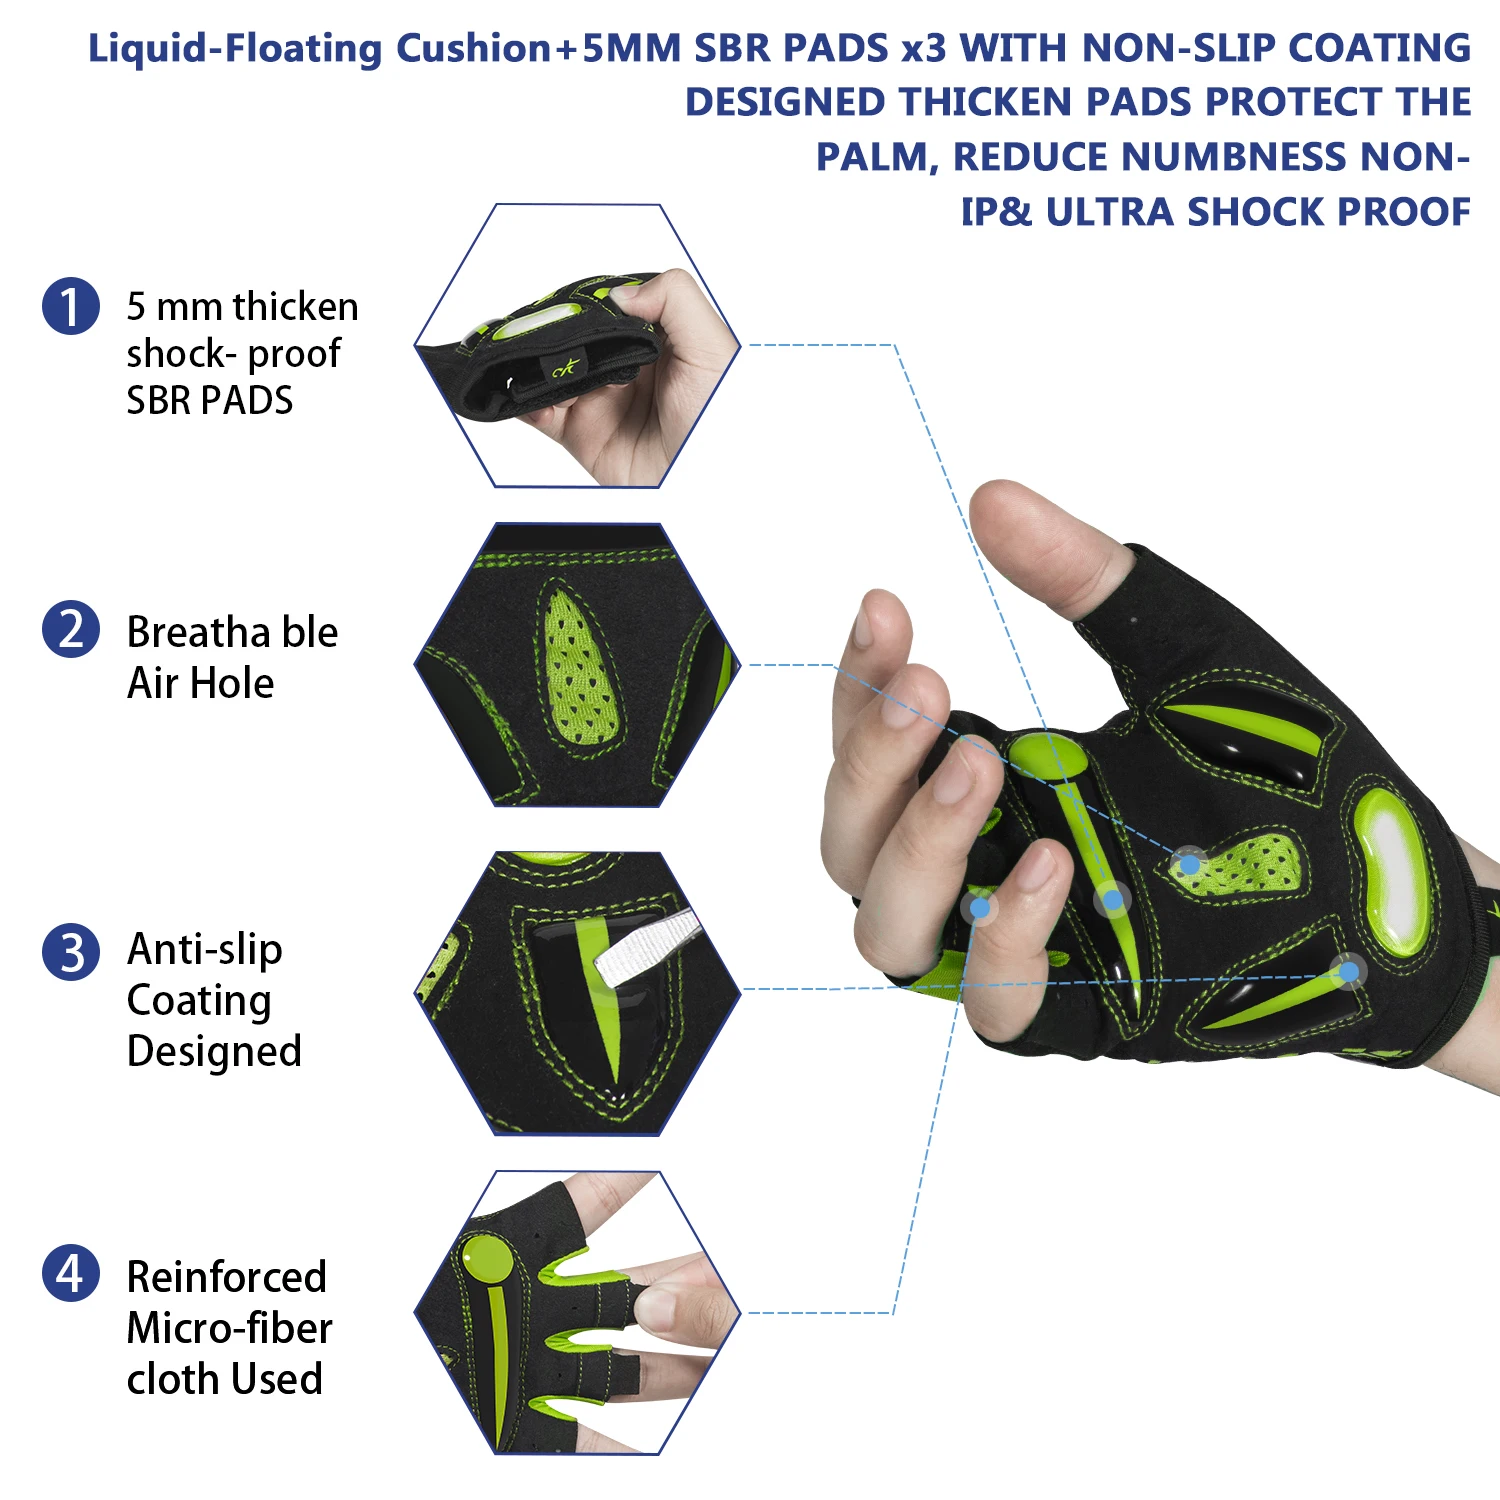 Liquid-Floating Cushion+5MM SBR PADS x3 WITH NON-SLIP COATING
DESIGNED THICKEN PADS PROTECT THE
PALM, REDUCE NUMBNESS NON-
IP& ULTRA SHOCK PROOF
1 5 mm thicken
shock- proof
SBR PADS
2 Breatha ble
Air Hole
3 Anti-slip
Coating
Designed
4 Reinforced
Micro-fiber
cloth Used